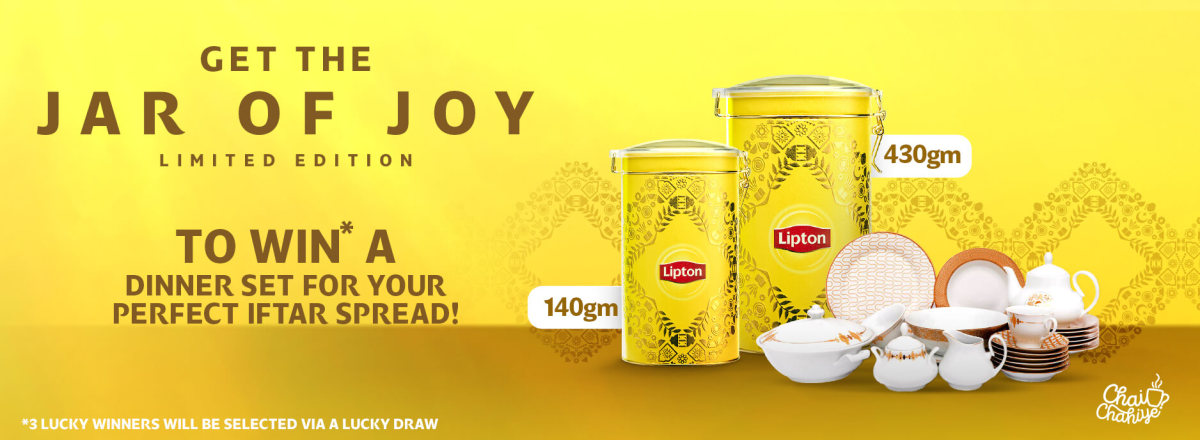 GET THE
JAR OF JOY
LIMITED EDITION
TO WIN* A
DINNER SET FOR YOUR
PERFECT IFTAR SPREAD!
430gm
Lipton
Lipton
140gm
Chai
Chahiye
*3 LUCKY WINNERS WILL BE SELECTED VIA A LUCKY DRAW